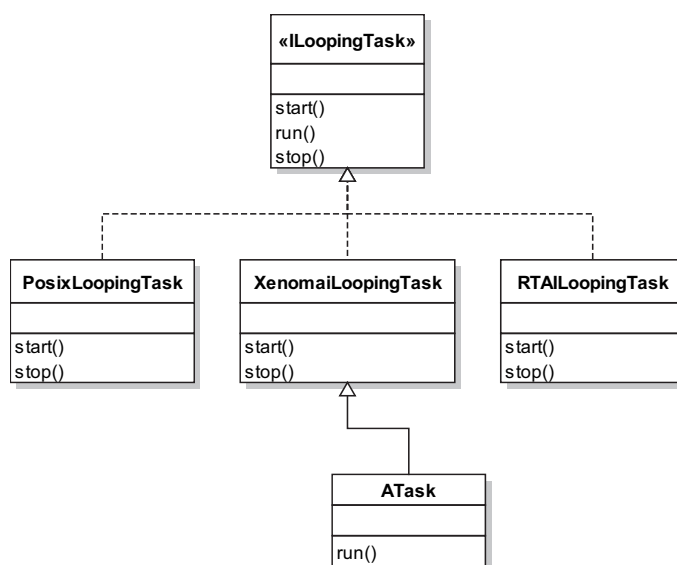 «ILoopingTask»
start()
run()
stop()
PosixLoopingTask
start()
stop()
XenomaiLoopingTask
start()
stop()
RTAILoopingTask
start()
stop()
ATask
run()